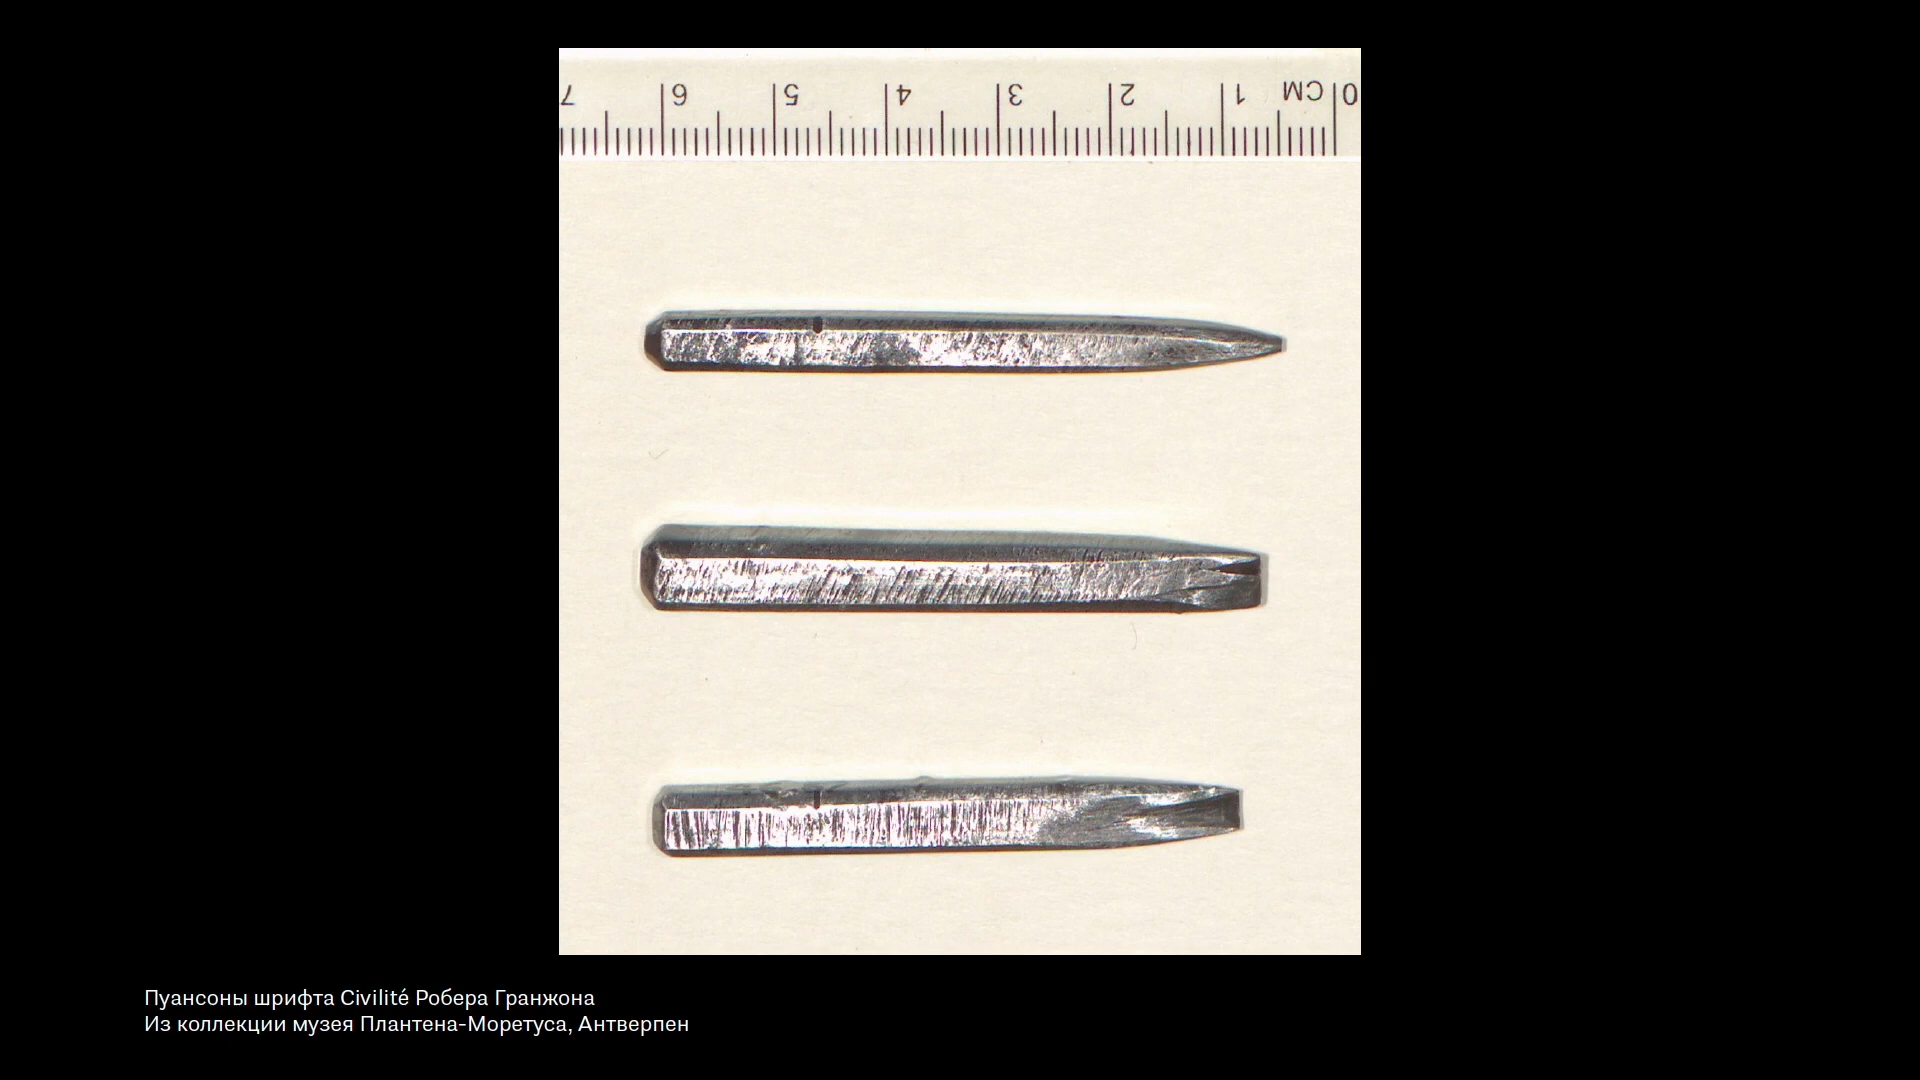 7 6 5 4 3 2 1 CM 0
Пуансоны шрифта Civilité Робера Гранжона
Из коллекции музея Плантена-Моретуса, Антверпен